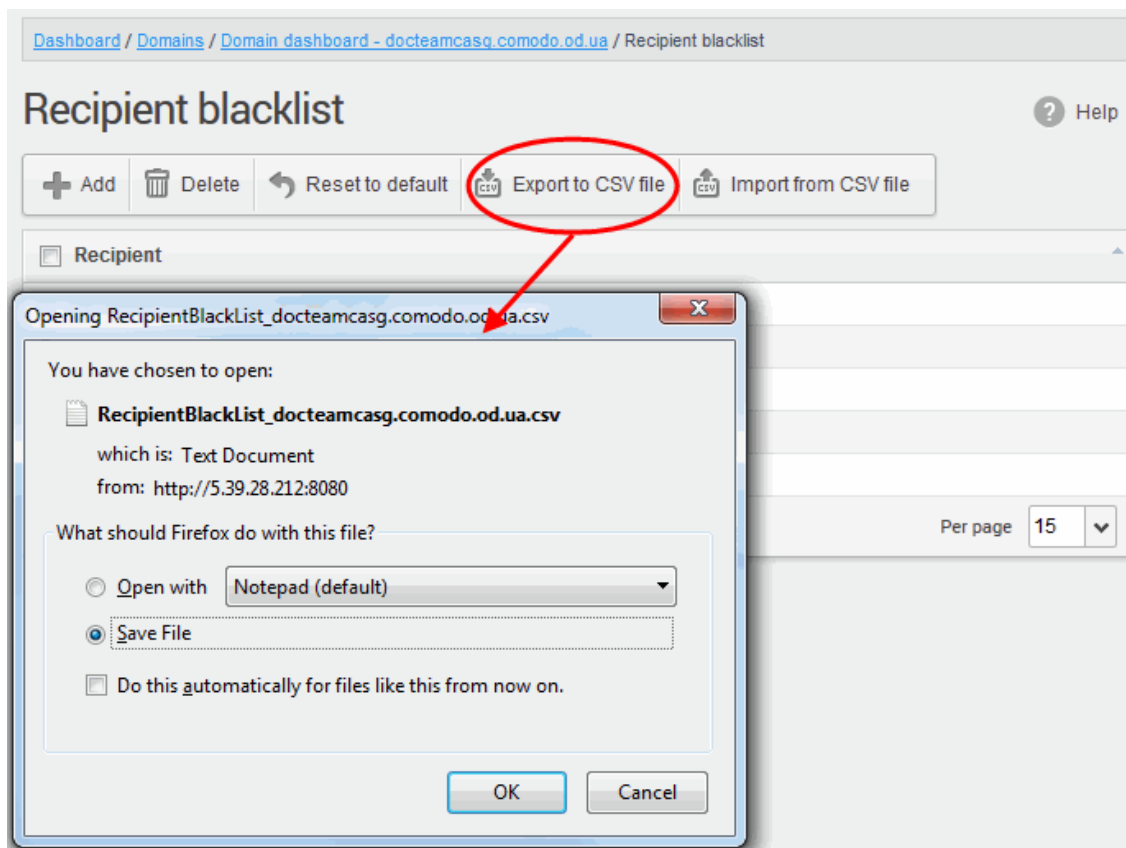 Dashboard / Domains / Domain dashboard - docteamcasg.comodo.od.ua / Recipient blacklist
Recipient blacklist
? Help
Add Delete Reset to default CSV Export to CSV file CSV Import from CSV file
Recipient
Opening RecipientBlackList_docteamcasg.comodo.od.ua.csv
You have chosen to open:
RecipientBlackList_docteamcasg.comodo.od.ua.csv
which is: Text Document
from: http://5.39.28.212:8080
Per page 15
What should Firefox do with this file?
Open with Notepad (default)
Save File
Do this automatically for files like this from now on.
OK Cancel